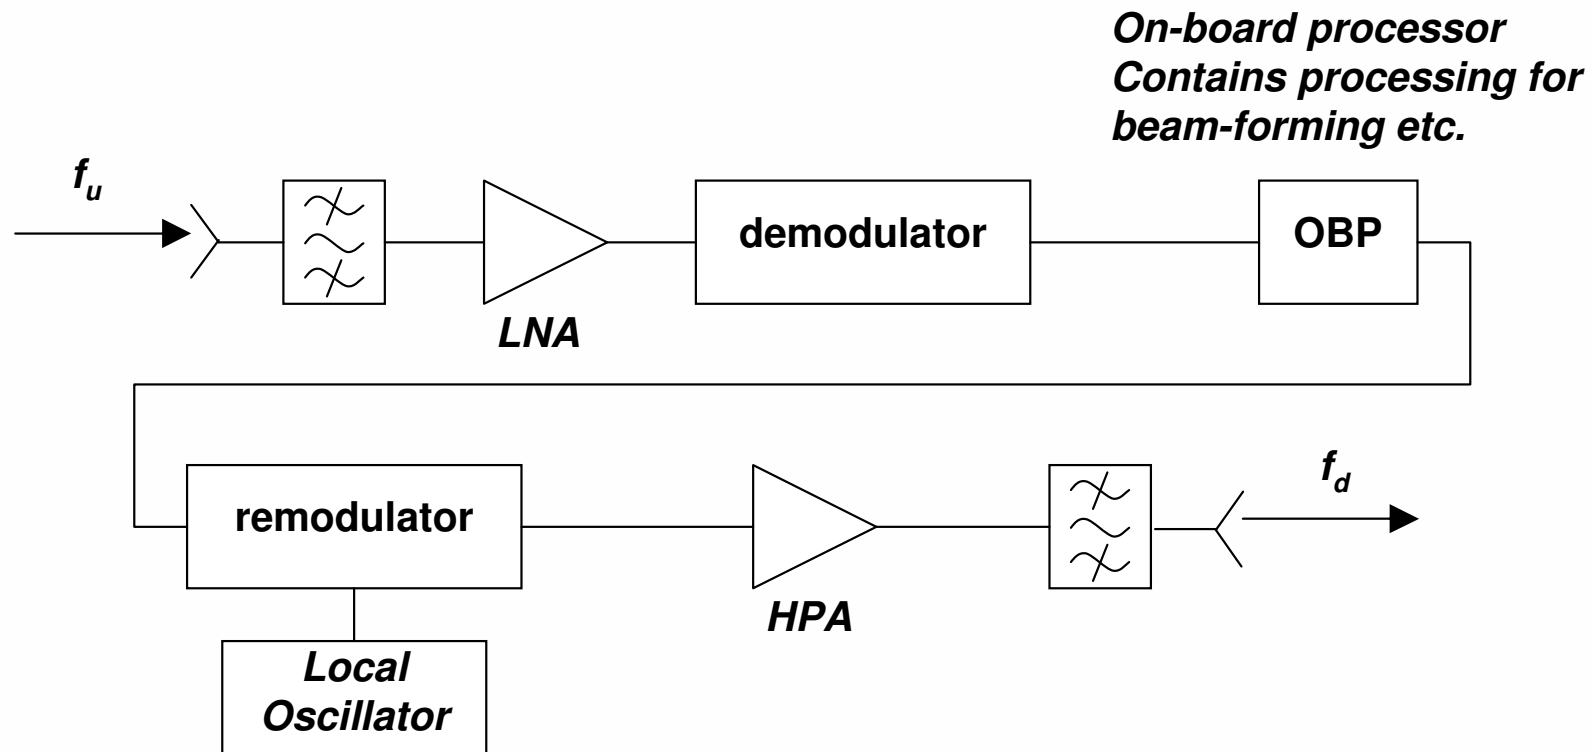 On-board processor
Contains processing for
beam-forming etc.
fu
demodulator
OBP
LNA
fd
remodulator
HPA
Local
Oscillator